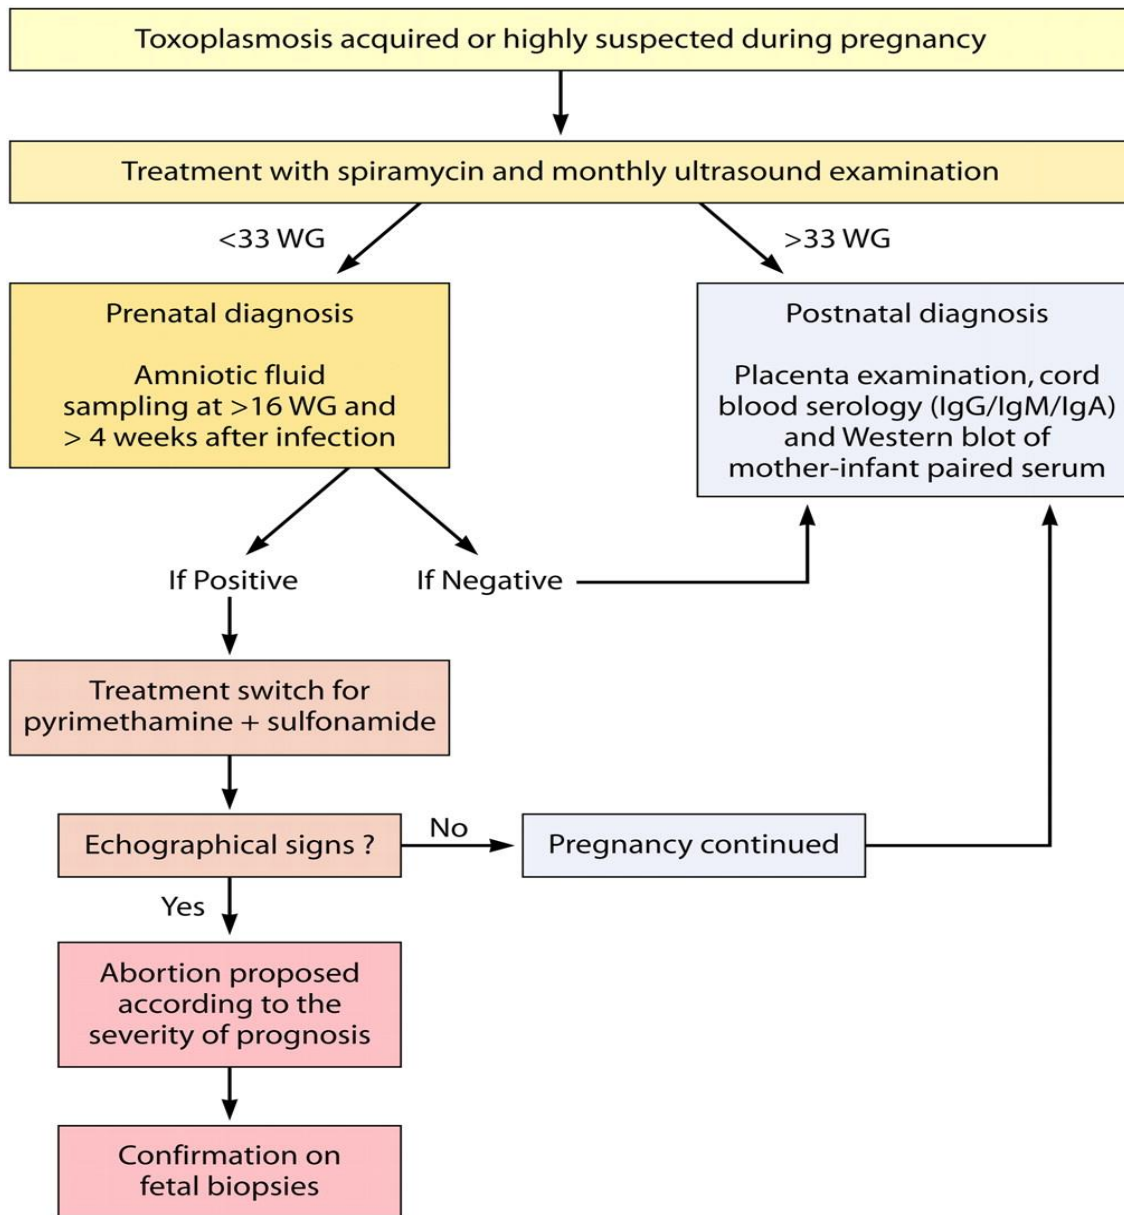 Toxoplasmosis acquired or highly suspected during pregnancy
Treatment with spiramycin and monthly ultrasound examination
<33 WG
>33 WG
Prenatal diagnosis
Amniotic fluid
sampling at >16 WG and
> 4 weeks after infection
Postnatal diagnosis
Placenta examination, cord
blood serology (IgG/IgM/IgA)
and Western blot of
mother-infant paired serum
If Positive
If Negative
Treatment switch for
pyrimethamine + sulfonamide
Echographical signs ?
No
Pregnancy continued
Yes
Abortion proposed
according to the
severity of prognosis
Confirmation on
fetal biopsies